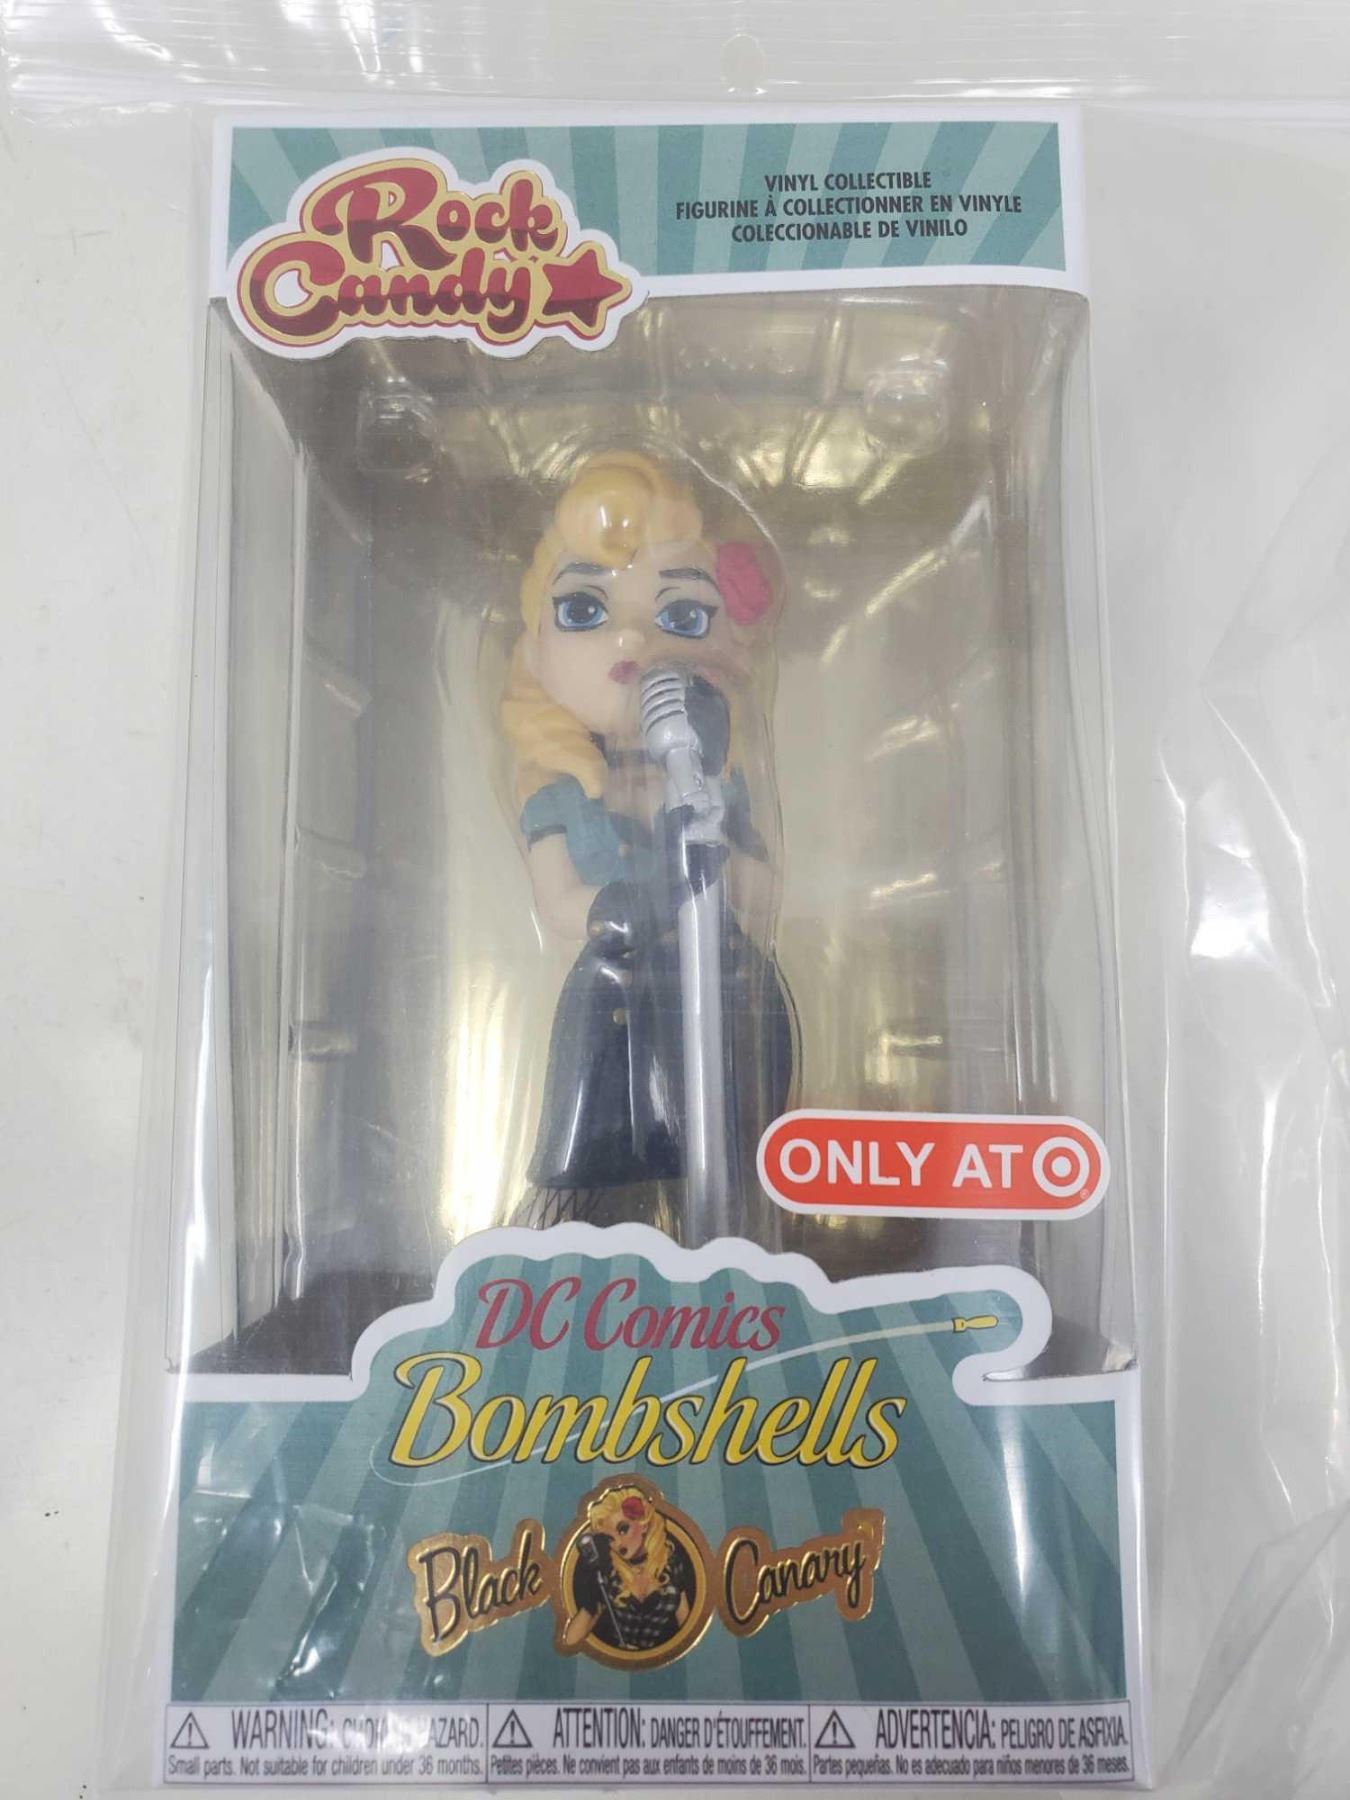 Rock
Candy
VINYL COLLECTIBLE
FIGURINE À COLLECTIONNER EN VINYLE
COLECCIONABLE DE VINILO
ONLY AT
DC Comics
Bombshells
Black Canary
WARNING: CHOKING HAZARD.
Small parts. Not suitable for children under 36 months.
ATTENTION: DANGER D'ÉTOUFFEMENT.
Petites pièces. Ne convient pas aux enfants de moins de 36 mois.
ADVERTENCIA: PELIGRO DE ASFIXIA.
Partes pequeñas. No es adecuado para niños menores de 36 meses.